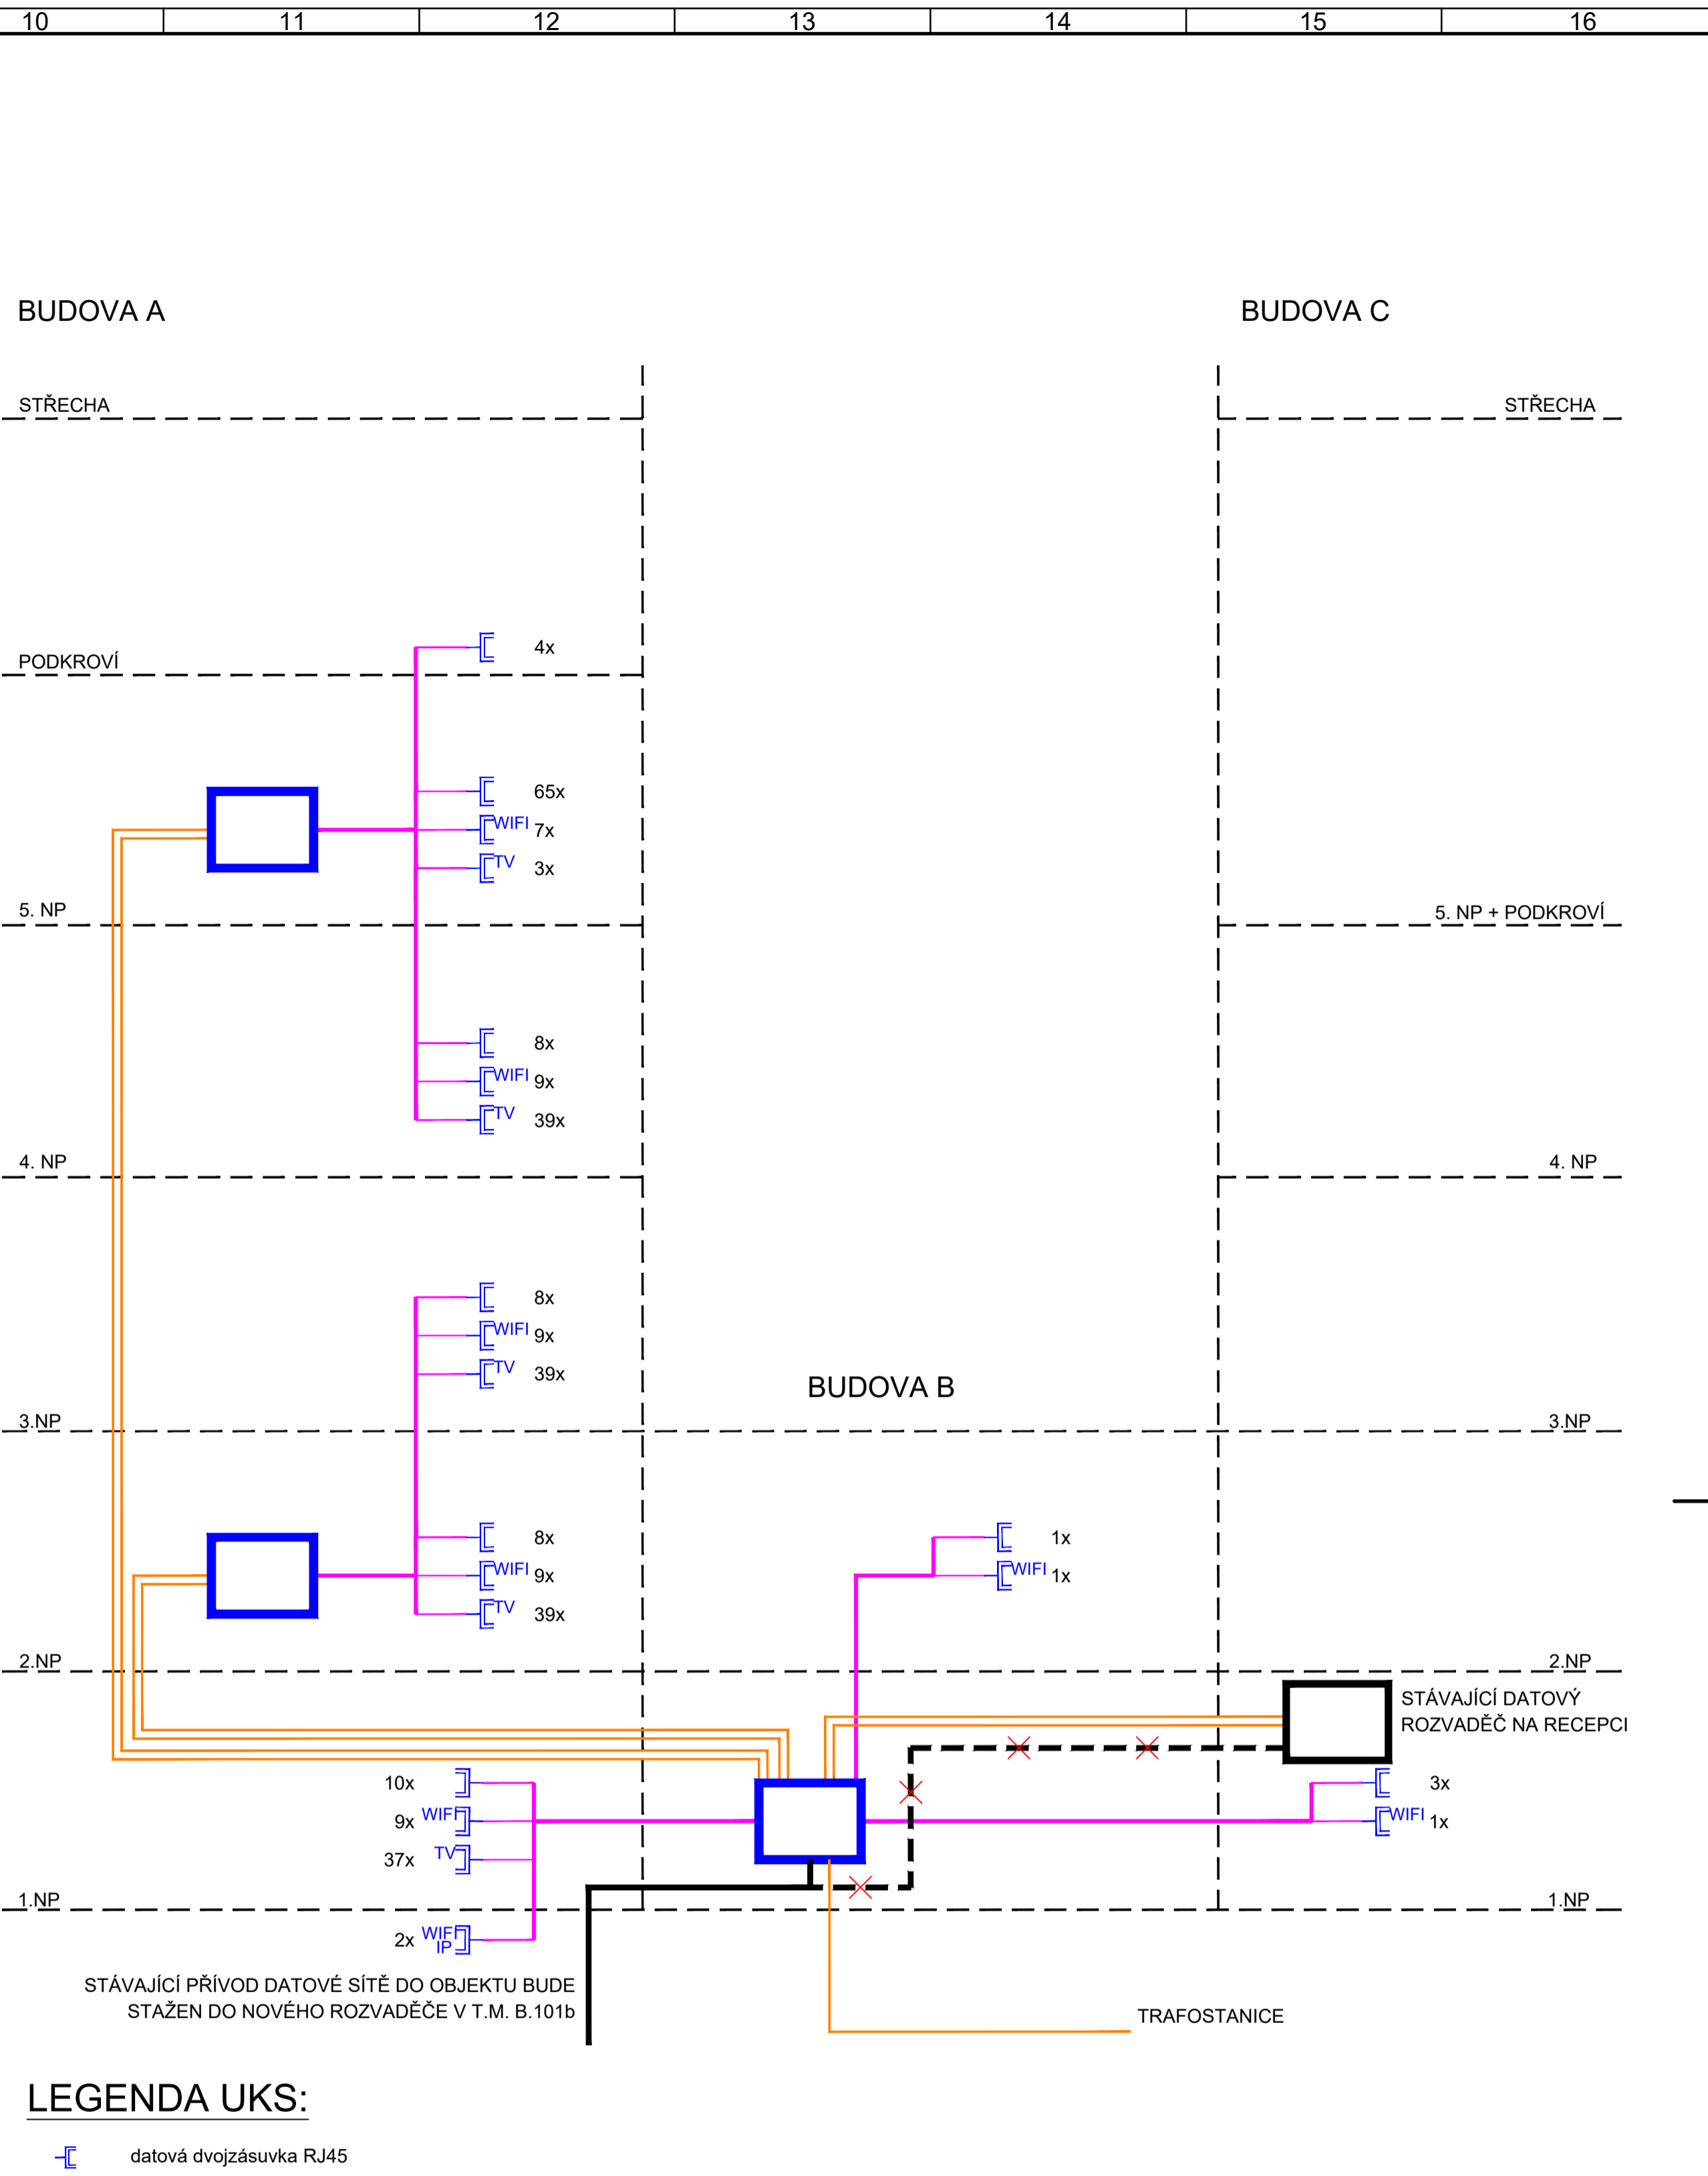 10 11 12 13 14 15 16
BUDOVA A
BUDOVA C
STŘECHA
STŘECHA
4x
PODKROVÍ
65x
WIFI 7x
TV 3x
5. NP
5. NP + PODKROVÍ
8x
WIFI 9x
TV 39x
4. NP
4. NP
8x
WIFI 9x
TV 39x
BUDOVA B
3.NP
3.NP
8x
WIFI 9x
TV 39x
1x
WIFI 1x
2.NP
2.NP
STÁVAJÍCÍ DATOVÝ
ROZVADĚČ NA RECEPCI
10x
9x WIFI
37x TV
3x
WIFI 1x
1.NP
1.NP
2x WIFI
IP
STÁVAJÍCÍ PŘÍVOD DATOVÉ SÍTĚ DO OBJEKTU BUDE
STAŽEN DO NOVÉHO ROZVADĚČE V T.M. B.101b
TRAFOSTANICE
LEGENDA UKS:
datová dvojzásuvka RJ45